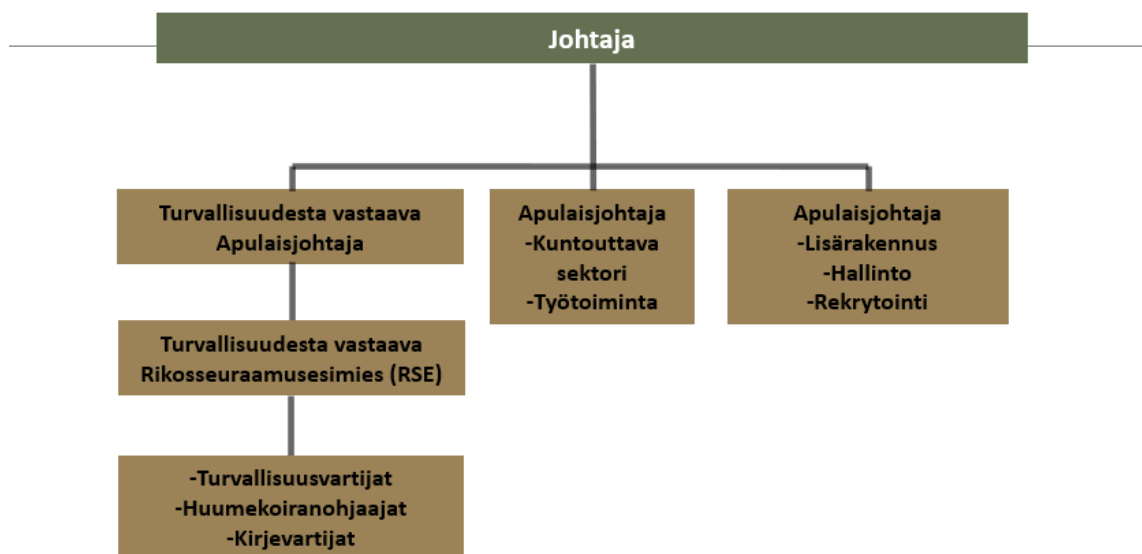 Johtaja
Turvallisuudesta vastaava
Apulaisjohtaja
Apulaisjohtaja
-Kuntouttava
sektori
-Työtoiminta
Apulaisjohtaja
-Lisärakennus
-Hallinto
-Rekrytointi
Turvallisuudesta vastaava
Rikosseuraamusesimies (RSE)
-Turvallisuusvartijat
-Huumekoiranohjaajat
-Kirjevartijat